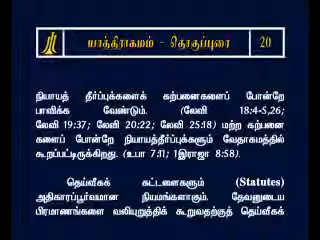 யாத்திராகமம் - தொகுப்புரை 20
நியாயத் தீர்ப்புக்களைக் கற்பனைகளைப் போன்றே
பாவிக்க வேண்டும். (லேவி 18:4-5,26;
லேவி 19:37; லேவி 20:22; லேவி 25:18) மற்ற கற்பனை
களைப் போன்றே நியாயத்தீர்ப்புக்களும் வேதாகமத்தில்
கூறப்பட்டிருக்கிறது. (உபா 7:11; 1இராஜா 8:58).
தெய்வீகக் கட்டளைகளும் (Statutes)
அதிகாரப்பூர்வமான நியமங்களாகும். தேவனுடைய
பிரமாணங்களை வலியுறுத்திக் கூறுவதற்குத் தெய்வீகக்